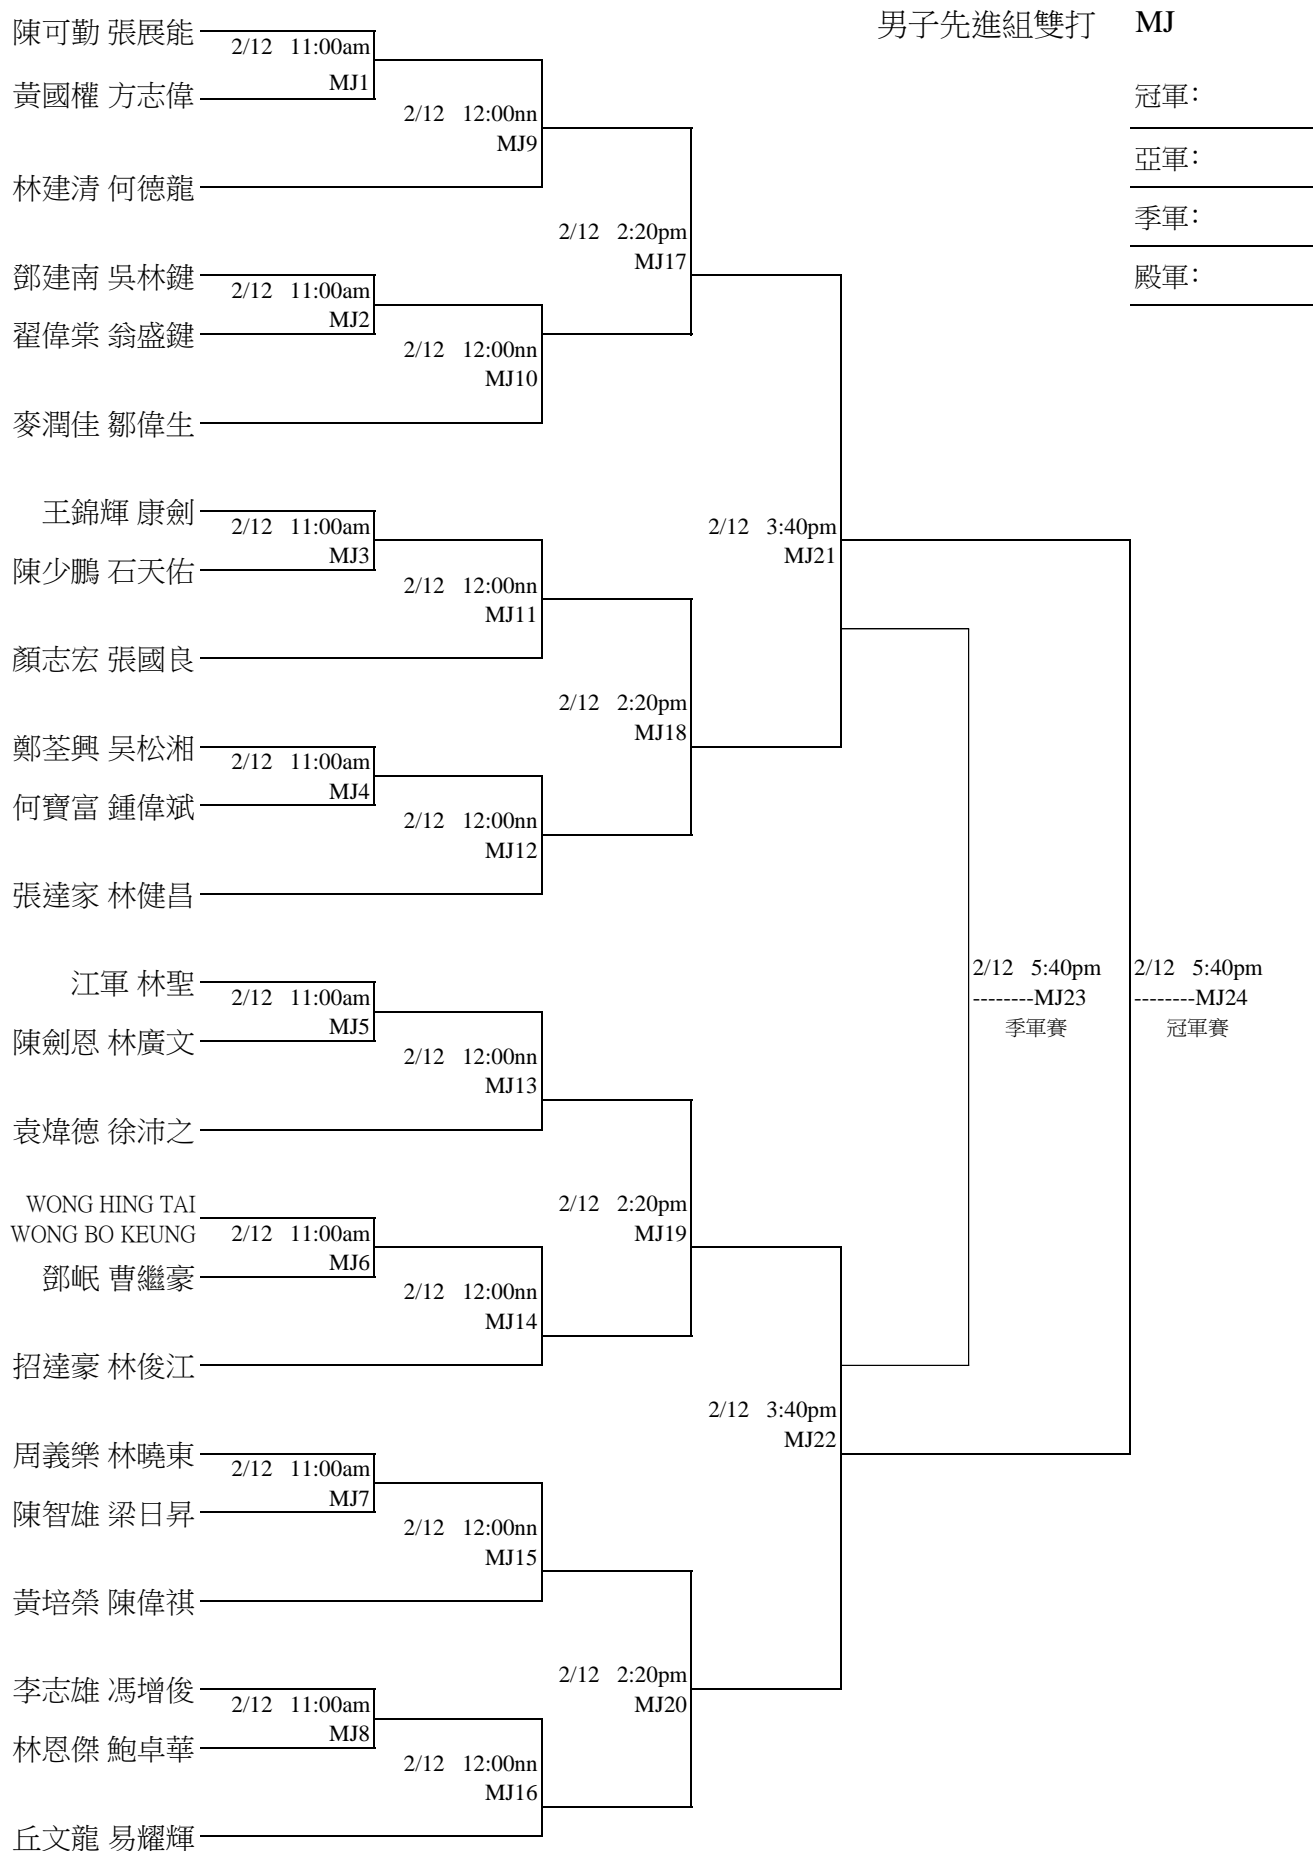 男子先進組雙打 MJ
冠軍：
亞軍：
季軍：
殿軍：
陳可勤 張展能
2/12 11:00am
MJ1
黃國權 方志偉
2/12 12:00nn
MJ9
林建清 何德龍
2/12 2:20pm
MJ17
鄧建南 吳林鍵
2/12 11:00am
MJ2
翟偉棠 翁盛鍵
2/12 12:00nn
MJ10
麥潤佳 鄒偉生
王錦輝 康劍
2/12 11:00am
MJ3
2/12 3:40pm
MJ21
陳少鵬 石天佑
2/12 12:00nn
MJ11
顏志宏 張國良
2/12 2:20pm
MJ18
鄭荃興 吴松湘
2/12 11:00am
MJ4
何寶富 鍾偉斌
2/12 12:00nn
MJ12
張達家 林健昌
江軍 林聖
2/12 11:00am
MJ5
2/12 5:40pm
--------MJ23
季軍賽
2/12 5:40pm
--------MJ24
冠軍賽
陳劍恩 林廣文
2/12 12:00nn
MJ13
袁煒德 徐沛之
WONG HING TAI
WONG BO KEUNG
2/12 11:00am
MJ6
2/12 2:20pm
MJ19
鄧岷 曹繼豪
2/12 12:00nn
MJ14
招達豪 林俊江
2/12 3:40pm
MJ22
周義樂 林曉東
2/12 11:00am
MJ7
陳智雄 梁日昇
2/12 12:00nn
MJ15
黃培榮 陳偉祺
李志雄 馮增俊
2/12 11:00am
MJ8
2/12 2:20pm
MJ20
林恩傑 鮑卓華
2/12 12:00nn
MJ16
丘文龍 易耀輝